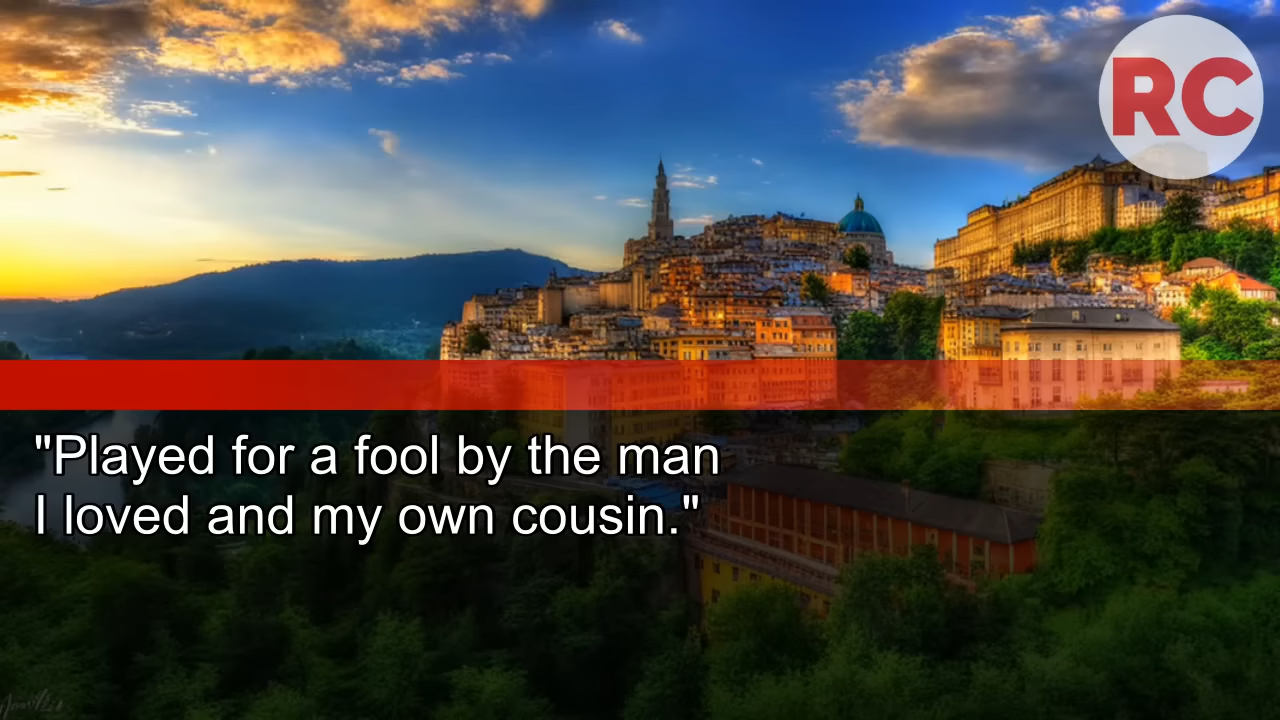 RC
"Played for a fool by the man
I loved and my own cousin."